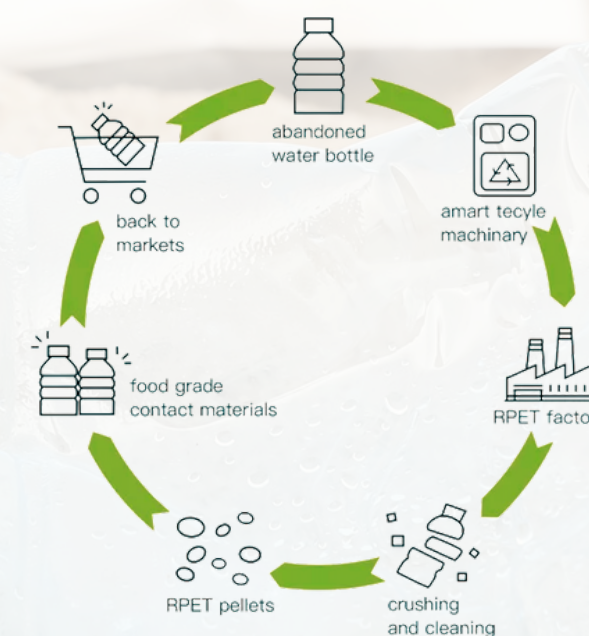 abandoned
water bottle
amart tecyle
machinary
RPET facto
crushing
and cleaning
RPET pellets
food grade
contact materials
back to
markets